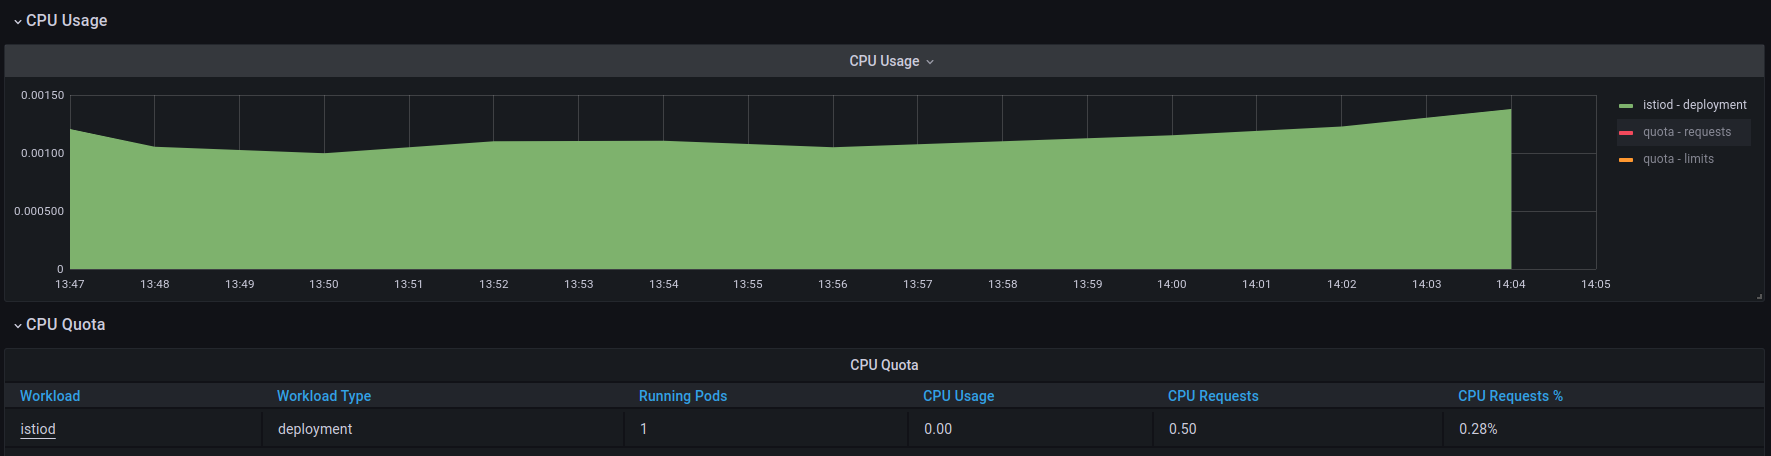 CPU Usage
CPU Usage
0.00150
0.00100
0.000500
0
13:47 13:48 13:49 13:50 13:51 13:52 13:53 13:54 13:55 13:56 13:57 13:58 13:59 14:00 14:01 14:02 14:03 14:04 14:05
istiod - deployment
quota - requests
quota - limits
CPU Quota
CPU Quota
Workload Workload Type Running Pods CPU Usage CPU Requests CPU Requests %
istiod deployment 1 0.00 0.50 0.28%